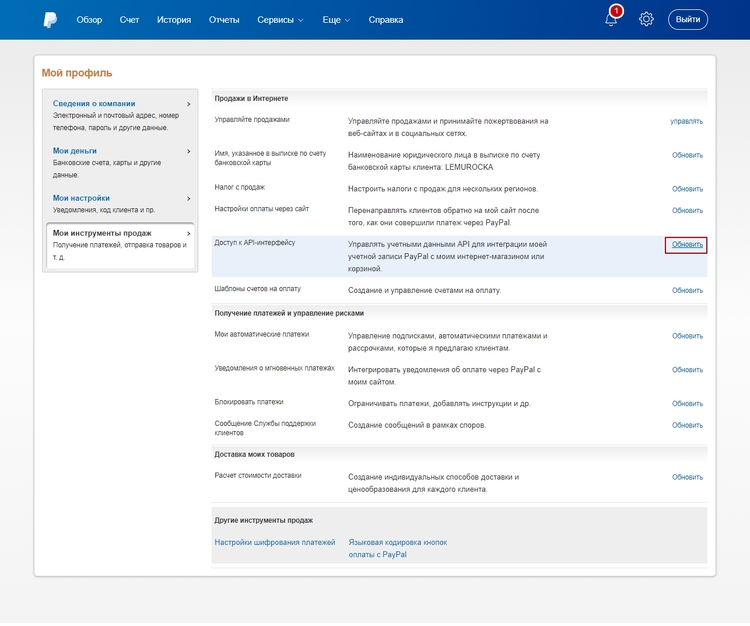 Обзор
Счет
История
Отчеты
Сервисы
Еще
Справка
1
Выйти
Мой профиль
Сведения о компании
Электронный и почтовый адрес, номер
телефона, пароль и другие данные.
Мои деньги
Банковские счета, карты и другие
данные.
Мои настройки
Уведомления, код клиента и пр.
Мои инструменты продаж
Получение платежей, отправка товаров и
т. д.
Продажи в Интернете
Управляйте продажами
Управляйте продажами и принимайте пожертвования на
веб-сайтах и в социальных сетях.
управлять
Имя, указанное в выписке по счету
банковской карты
Наименование юридического лица в выписке по счету
банковской карты клиента: LEMUROCKA
Обновить
Налог с продаж
Настроить налоги с продаж для нескольких регионов.
Обновить
Настройки оплаты через сайт
Перенаправлять клиентов обратно на мой сайт после
того, как они совершили платеж через PayPal.
Обновить
Доступ к API-интерфейсу
Управлять учетными данными API для интеграции моей
учетной записи PayPal с моим интернет-магазином или
корзиной.
Обновить
Шаблоны счетов на оплату
Создание и управление счетами на оплату.
Обновить
Получение платежей и управление рисками
Мои автоматические платежи
Управление подписками, автоматическими платежами и
рассрочками, которые я предлагаю клиентам.
Обновить
Уведомления о мгновенных платежах
Интегрировать уведомления об оплате через PayPal с
моим сайтом.
Обновить
Блокировать платежи
Ограничивать платежи, добавлять инструкции и др.
Обновить
Сообщение Службы поддержки
клиентов
Создание сообщений в рамках споров.
Обновить
Доставка моих товаров
Расчет стоимости доставки
Создание индивидуальных способов доставки и
ценообразования для каждого клиента.
Обновить
Другие инструменты продаж
Настройки шифрования платежей
Языковая кодировка кнопок
оплаты с PayPal